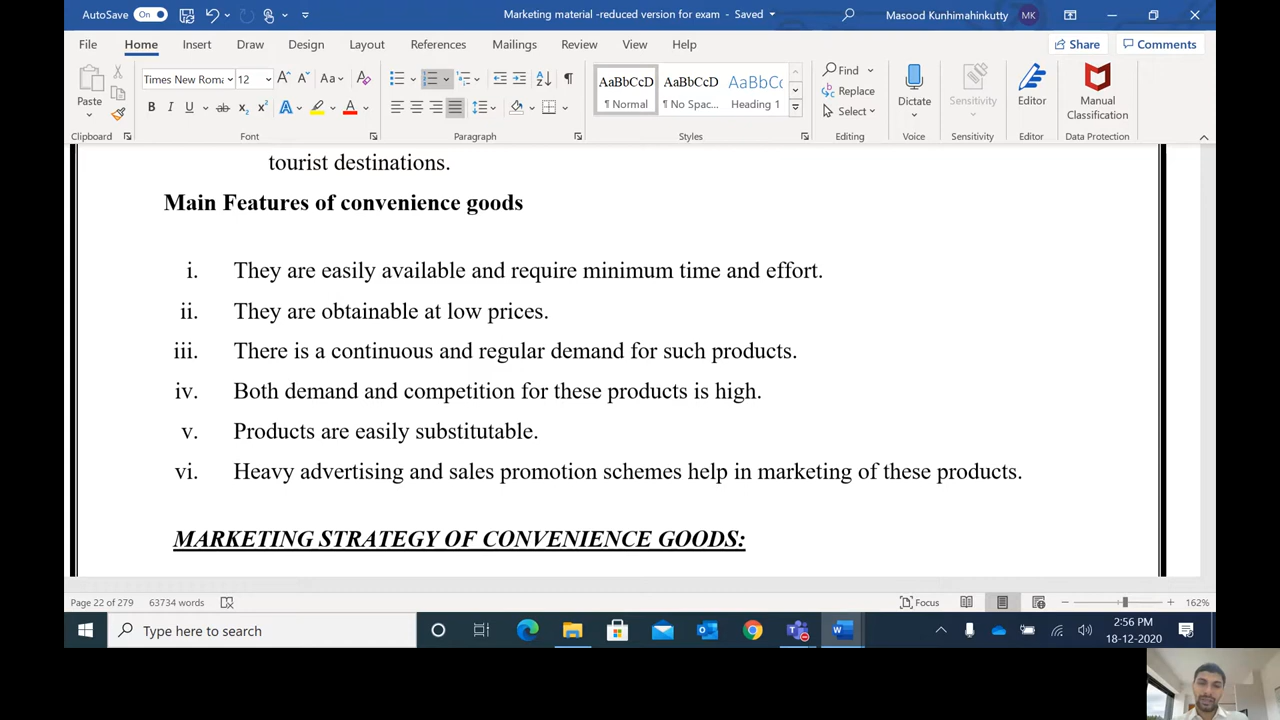 AutoSave On Marketing material -reduced version for exam - Saved Masood Kunhimahinkutty MK
File Home Insert Draw Design Layout References Mailings Review View Help Share Comments
Paste Times New Roma 12 Aa AaBbCcD AaBbCcD AaBbCc Find Replace Select Dictate Sensitivity Editor Manual Classification
¶ Normal ¶ No Spac... Heading 1
Clipboard Font Paragraph Styles Editing Voice Sensitivity Editor Data Protection
tourist destinations.
Main Features of convenience goods
i. They are easily available and require minimum time and effort.
ii. They are obtainable at low prices.
iii. There is a continuous and regular demand for such products.
iv. Both demand and competition for these products is high.
v. Products are easily substitutable.
vi. Heavy advertising and sales promotion schemes help in marketing of these products.
MARKETING STRATEGY OF CONVENIENCE GOODS:
Page 22 of 279 63734 words Focus 162%
Type here to search 2:56 PM
18-12-2020